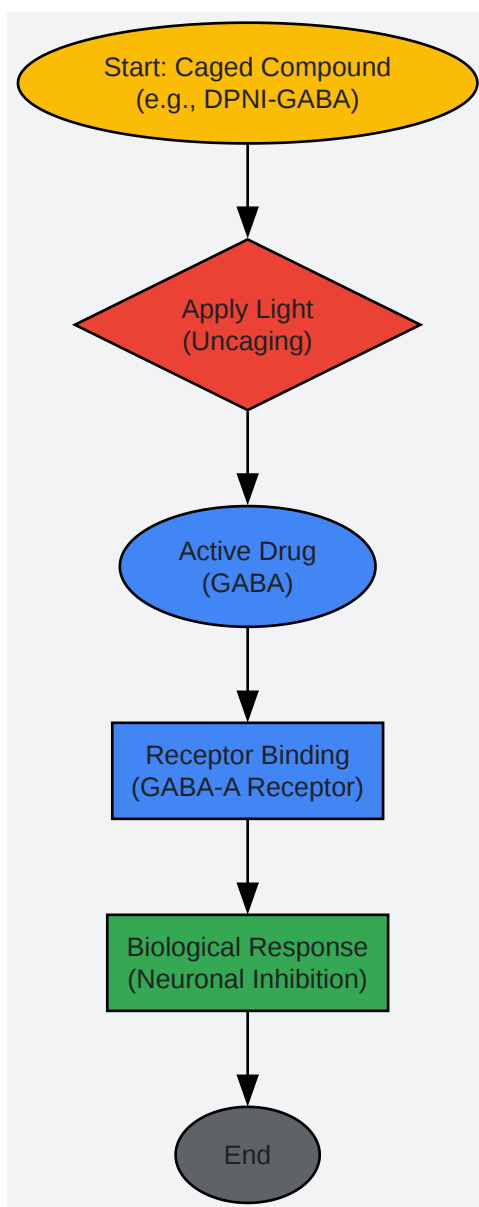 Start: Caged Compound
(e.g., DPNI-GABA)
Apply Light
(Uncaging)
Active Drug
(GABA)
Receptor Binding
(GABA-A Receptor)
Biological Response
(Neuronal Inhibition)
End